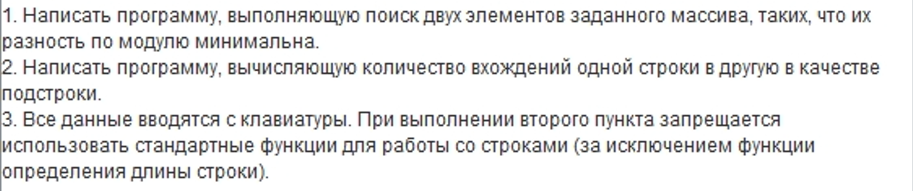 1. Написать программу, выполняющую поиск двух элементов заданного массива, таких, что их
разность по модулю минимальна.
2. Написать программу, вычисляющую количество вхождений одной строки в другую в качестве
подстроки.
3. Все данные вводятся с клавиатуры. При выполнении второго пункта запрещается
использовать стандартные функции для работы со строками (за исключением функции
определения длины строки).